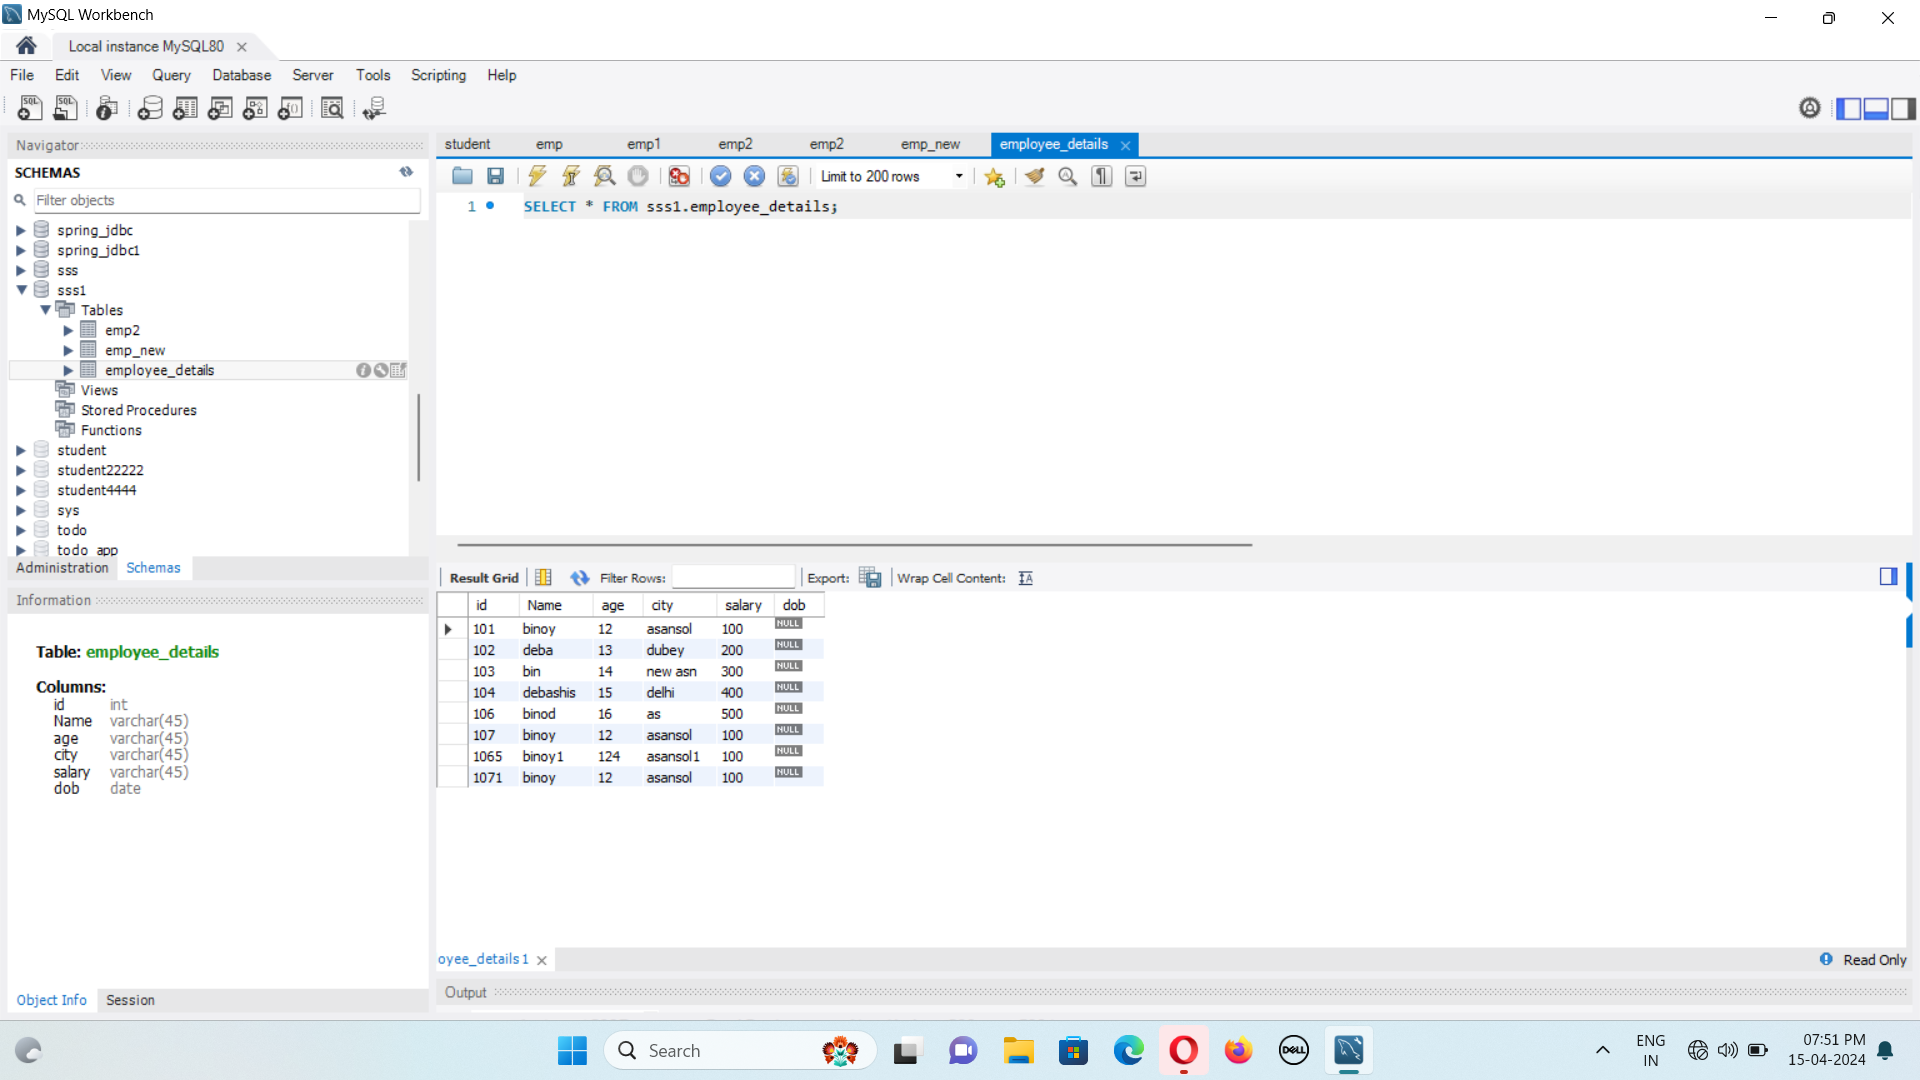 MySQL Workbench
Local instance MySQL80
File Edit View Query Database Server Tools Scripting Help
Navigator
SCHEMAS
Filter objects
spring_jdbc
spring_jdbc1
sss
sss1
Tables
emp2
emp_new
employee_details
Views
Stored Procedures
Functions
student
student22222
student4444
sys
todo
todo_app
Administration Schemas
Information
Table: employee_details
Columns:
id int
Name varchar(45)
age varchar(45)
city varchar(45)
salary varchar(45)
dob date
Object Info Session
student emp emp1 emp2 emp2 emp_new employee_details
Limit to 200 rows
1 SELECT * FROM sss1.employee_details;
Result Grid Filter Rows: Export: Wrap Cell Content:
id Name age city salary dob
101 binoy 12 asansol 100 NULL
102 deba 13 dubey 200 NULL
103 bin 14 new asn 300 NULL
104 debashis 15 delhi 400 NULL
106 binod 16 as 500 NULL
107 binoy 12 asansol 100 NULL
1065 binoy1 124 asansol1 100 NULL
1071 binoy 12 asansol 100 NULL
oyee_details1
Read Only
Output
Search
DELL
ENG
IN
07:51 PM
15-04-2024